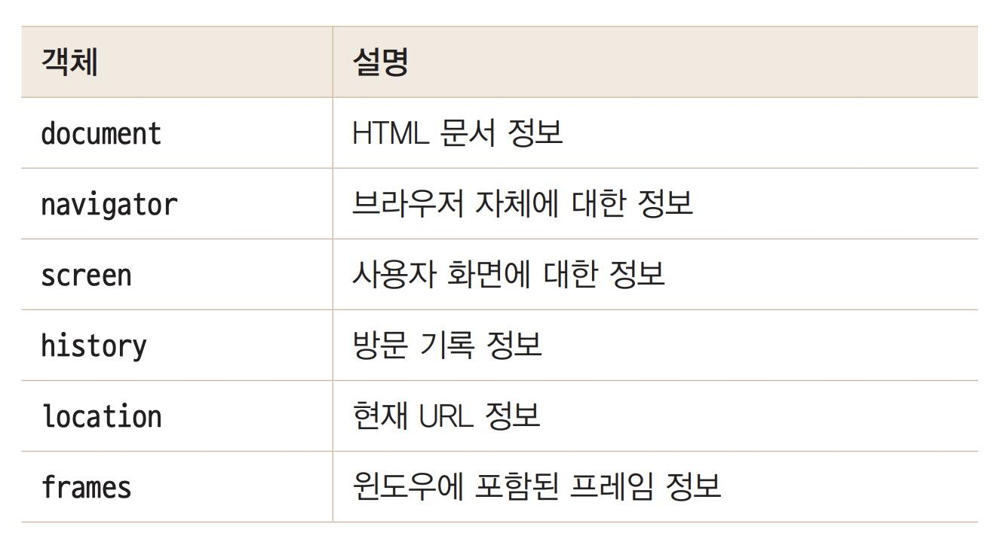 객체 설명
document HTML 문서 정보
navigator 브라우저 자체에 대한 정보
screen 사용자 화면에 대한 정보
history 방문 기록 정보
location 현재 URL 정보
frames 윈도우에 포함된 프레임 정보